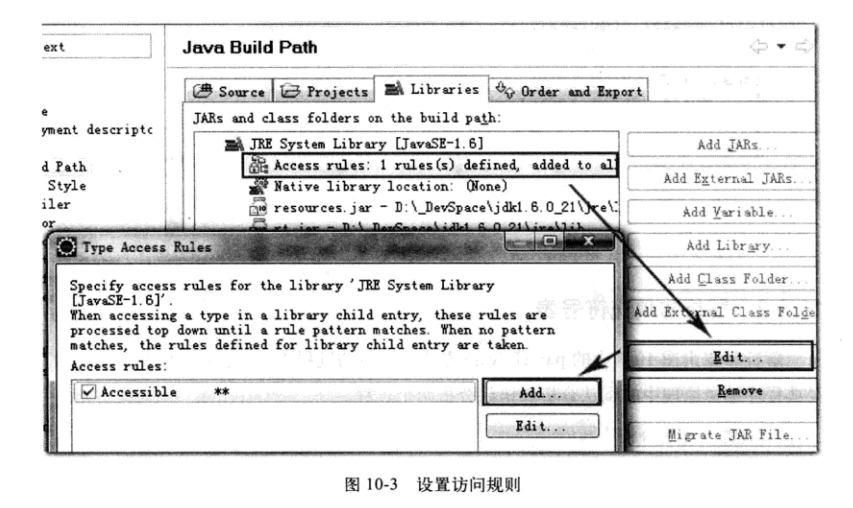 ext
Java Build Path
Source Projects Libraries Order and Export
JARs and class folders on the build path:
e
yment descripto
JRE System Library [JavaSE-1.6]
Add JARs...
Access rules: 1 rules(s) defined, added to all
d Path
Native library location: (None)
Add External JARs...
Style
resources.jar - D:\_DevSpace\jdk1.6.0_21\jre\l
iler
Add Variable...
or
rt.jar - D:\_DevSpace\jdk1.6.0_21\jre\lib
Type Access Rules
Add Library...
Specify access rules for the library 'JRE System Library
[JavaSE-1.6]'.
Add Class Folder...
When accessing a type in a library child entry, these rules are
Add External Class Folde
processed top down until a rule pattern matches. When no pattern
matches, the rules defined for library child entry are taken.
Edit...
Access rules:
Accessible **
Add...
Remove
Edit...
Migrate JAR File...
图 10-3 设置访问规则